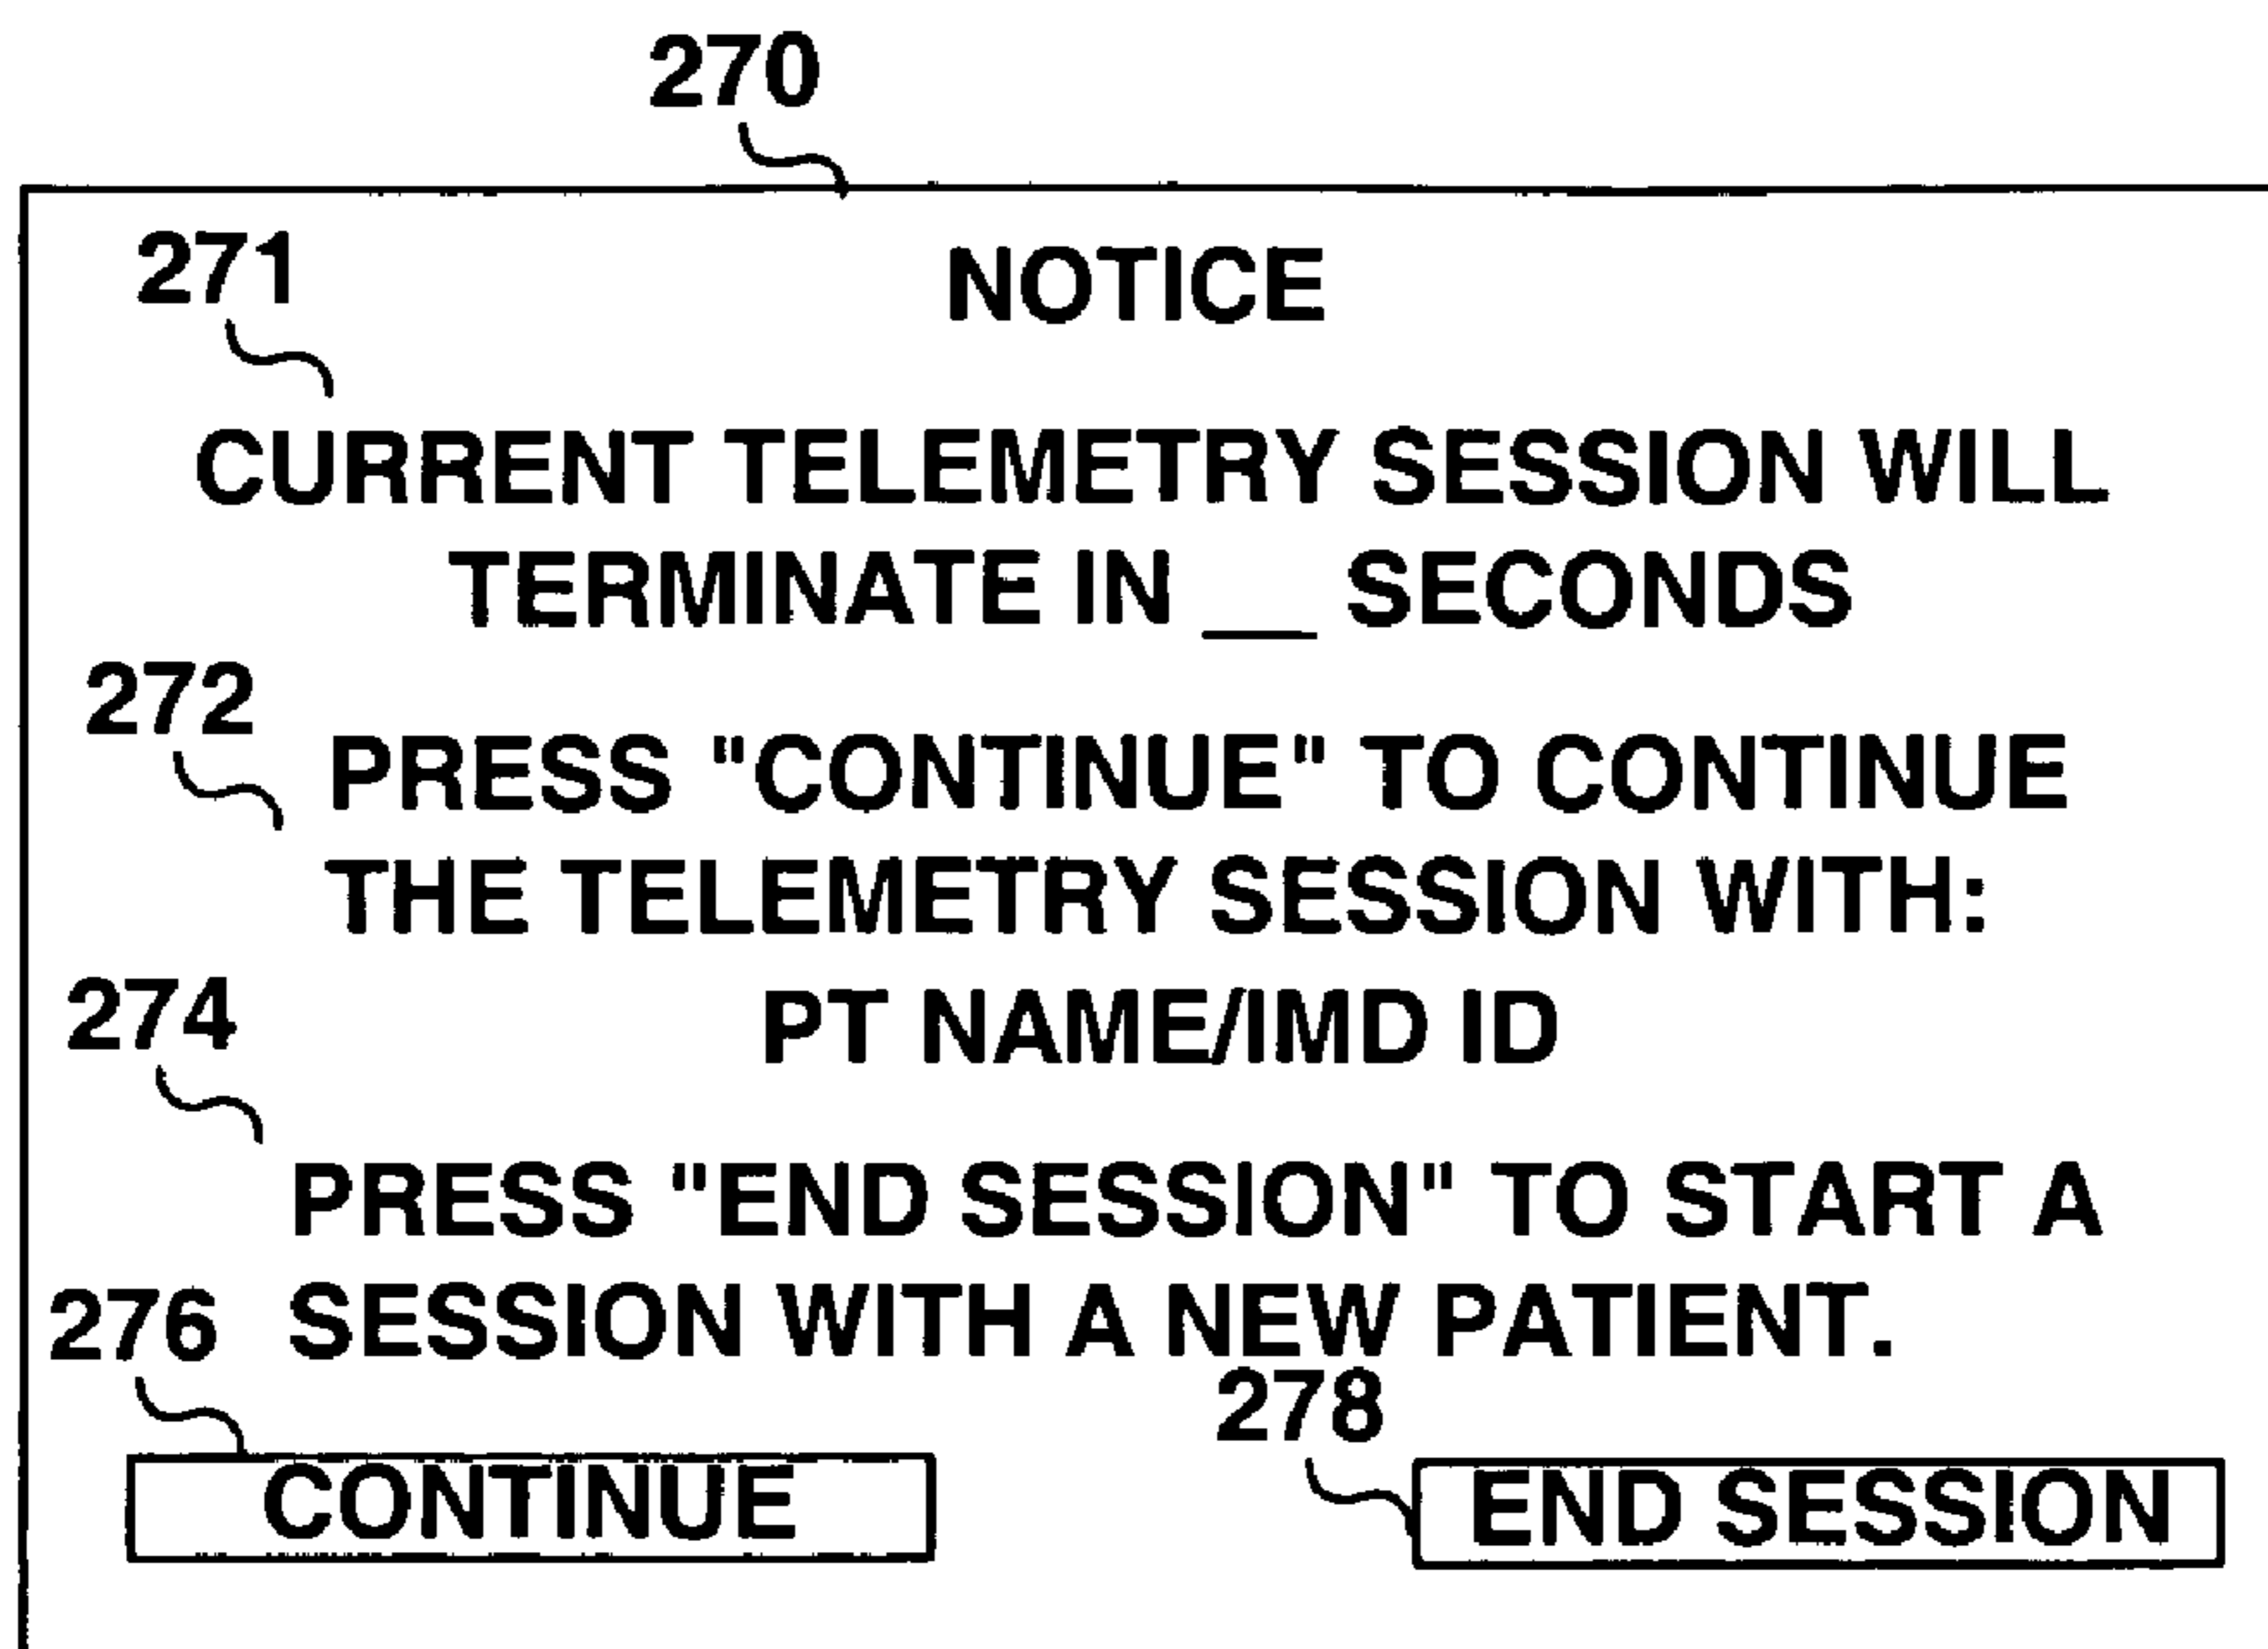 270
271
NOTICE
CURRENT TELEMETRY SESSION WILL
TERMINATE IN __ SECONDS
272
PRESS "CONTINUE" TO CONTINUE
THE TELEMETRY SESSION WITH:
274
PT NAME/IMD ID
PRESS "END SESSION" TO START A
276
SESSION WITH A NEW PATIENT.
278
CONTINUE
END SESSION